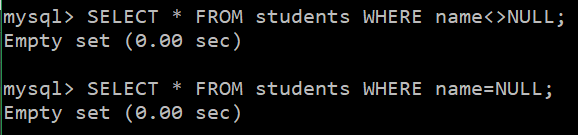 mysql> SELECT * FROM students WHERE name<>NULL;
Empty set (0.00 sec)
mysql> SELECT * FROM students WHERE name=NULL;
Empty set (0.00 sec)